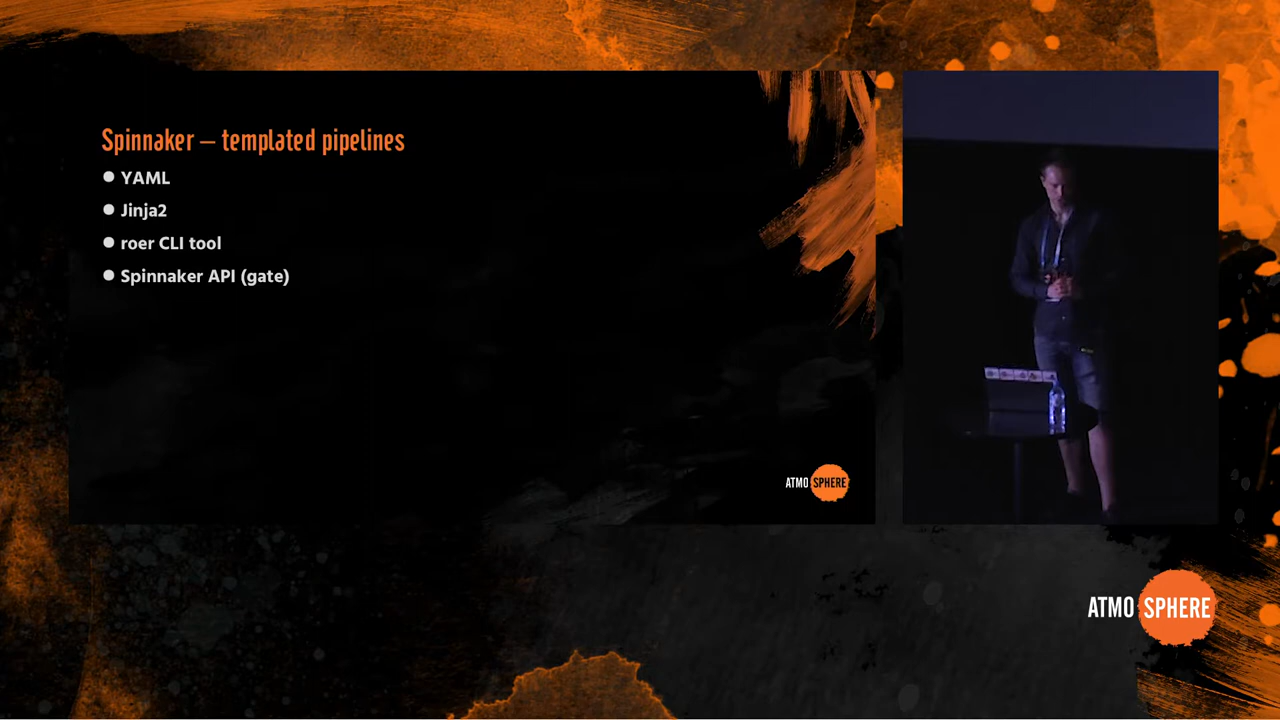 Spinnaker – templated pipelines
● YAML
● Jinja2
● roer CLI tool
● Spinnaker API (gate)
ATMO SPHERE
ATMO SPHERE